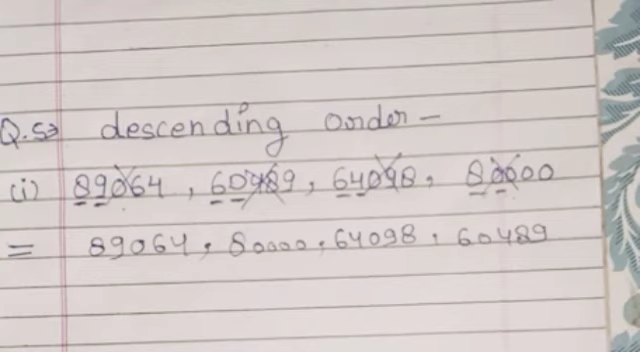 Q.5⇒ descending order -
(i) 89064, 60489, 64098, 80000
= 89064, 80000, 64098, 60489